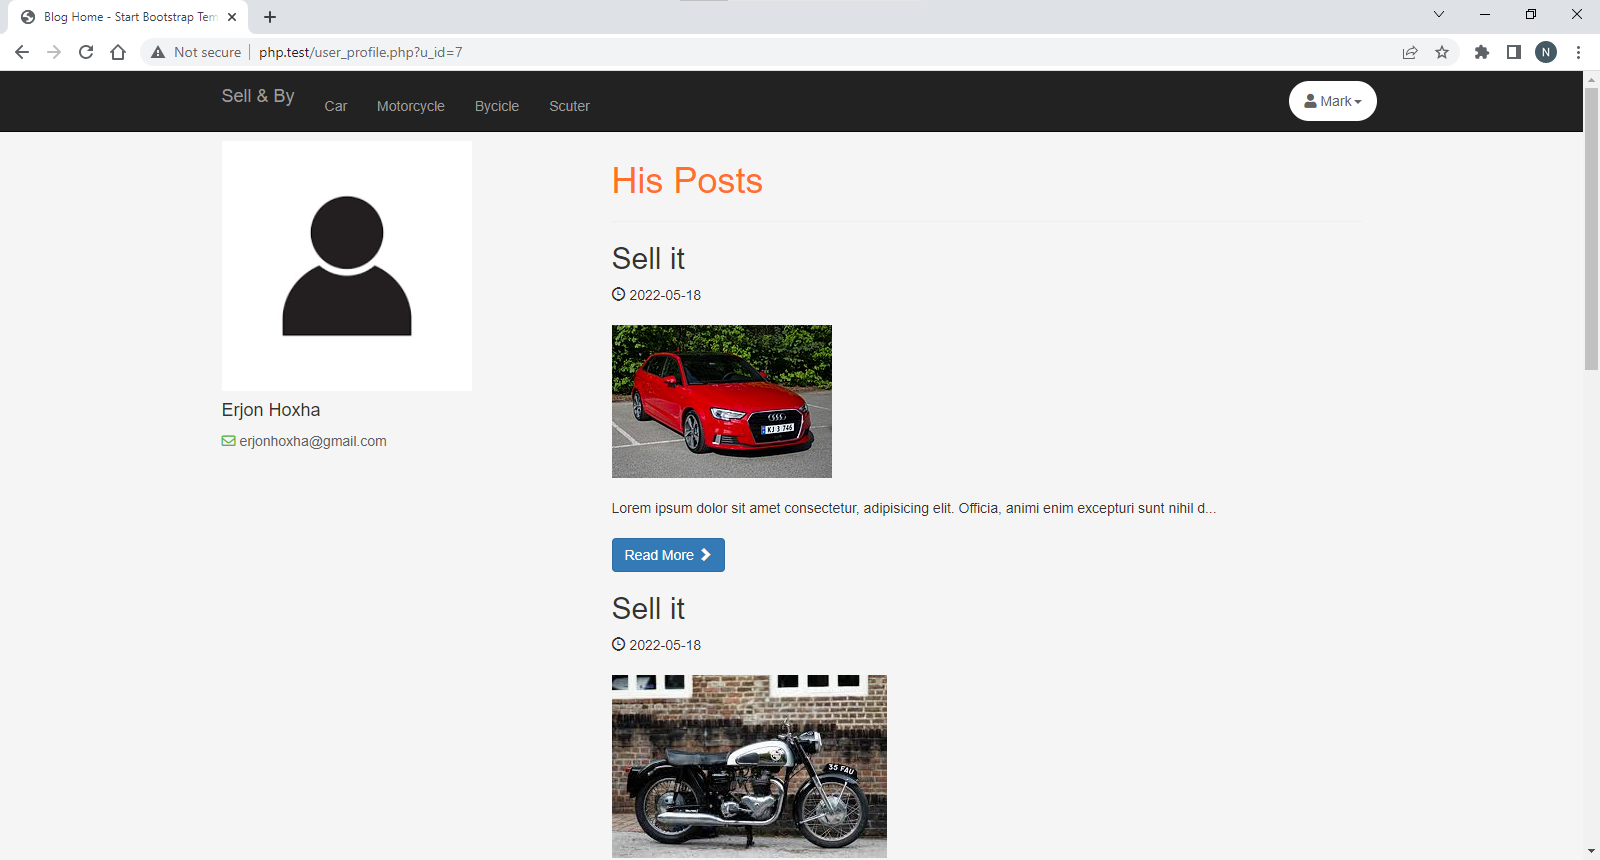 Blog Home - Start Bootstrap Tem
Not secure
php.test/user_profile.php?u_id=7
N
Sell & By
Car
Motorcycle
Bycicle
Scuter
Mark
His Posts
Sell it
2022-05-18
KJ 3 746
Lorem ipsum dolor sit amet consectetur, adipisicing elit. Officia, animi enim excepturi sunt nihil d...
Read More
Sell it
2022-05-18
35 FAU
Erjon Hoxha
erjonhoxha@gmail.com